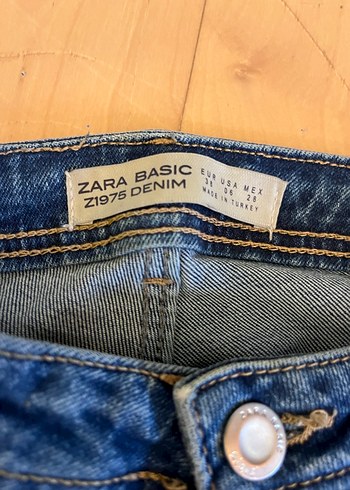 ZARA BASIC
Z1975 DENIM
EUR USA MEX
38 06 28
MADE IN TURKEY